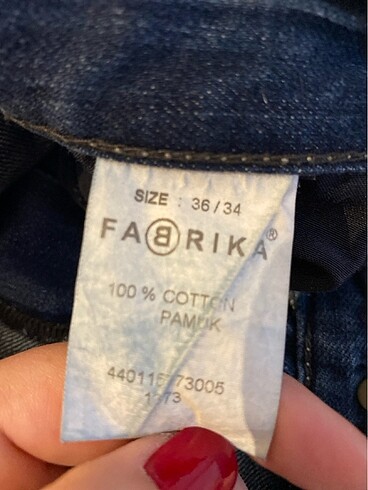 SIZE : 36/34
FABRIKA®
100 % COTTON
PAMUK